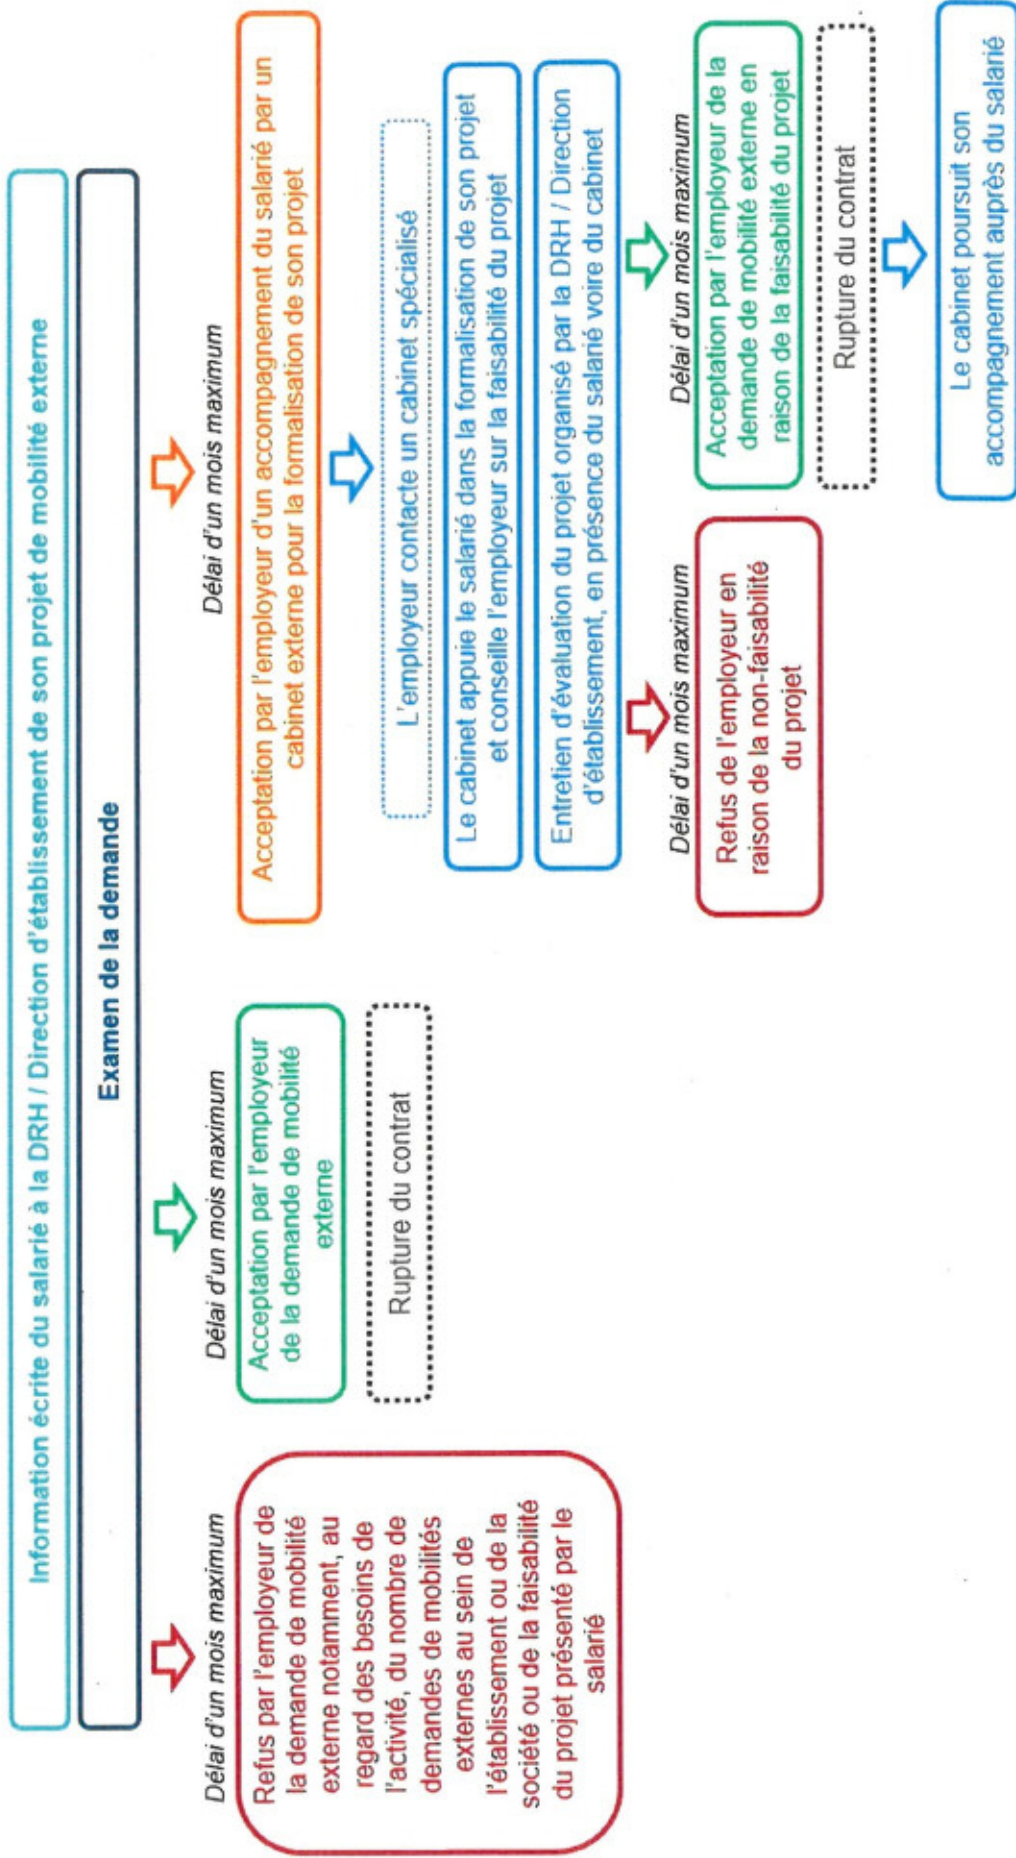 Information écrite du salarié à la DRH / Direction d'établissement de son projet de mobilité externe
Examen de la demande
Délai d'un mois maximum
Refus par l'employeur de
la demande de mobilité
externe notamment, au
regard des besoins de
l'activité, du nombre de
demandes de mobilités
externes au sein de
l'établissement ou de la
société ou de la faisabilité
du projet présenté par le
salarié
Délai d'un mois maximum
Acceptation par l'employeur
de la demande de mobilité
externe
Rupture du contrat
Délai d'un mois maximum
Acceptation par l'employeur d'un accompagnement du salarié par un
cabinet externe pour la formalisation de son projet
L'employeur contacte un cabinet spécialisé
Le cabinet appuie le salarié dans la formalisation de son projet
et conseille l'employeur sur la faisabilité du projet
Entretien d'évaluation du projet organisé par la DRH / Direction
d'établissement, en présence du salarié voire du cabinet
Délai d'un mois maximum
Refus de l'employeur en
raison de la non-faisabilité
du projet
Délai d'un mois maximum
Acceptation par l'employeur de la
demande de mobilité externe en
raison de la faisabilité du projet
Rupture du contrat
Le cabinet poursuit son
accompagnement auprès du salarié